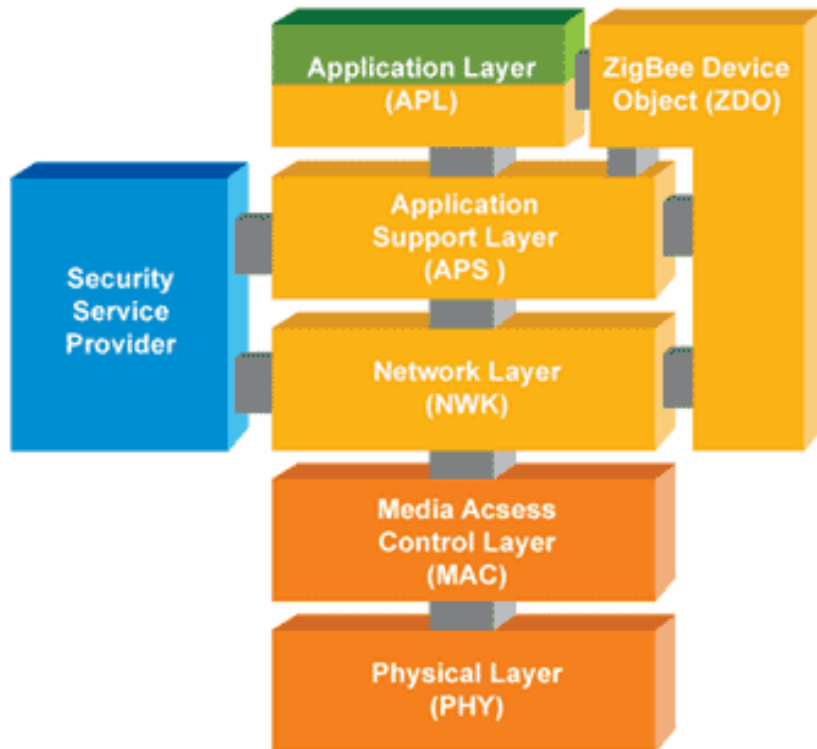 Application Layer
(APL)
ZigBee Device
Object (ZDO)
Application
Support Layer
(APS )
Security
Service
Provider
Network Layer
(NWK)
Media Acsess
Control Layer
(MAC)
Physical Layer
(PHY)